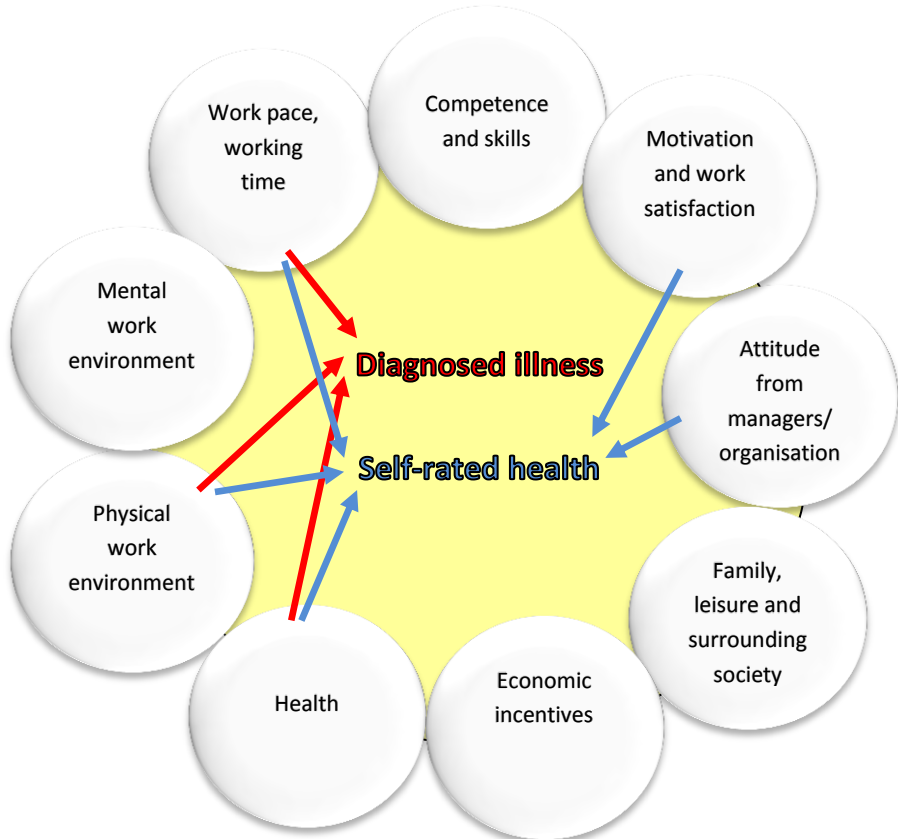 Work pace,
working
time
Competence
and skills
Motivation
and work
satisfaction
Mental
work
environment
Attitude
from
managers/
organisation
Diagnosed illness
Self-rated health
Physical
work
environment
Family,
leisure and
surrounding
society
Health
Economic
incentives